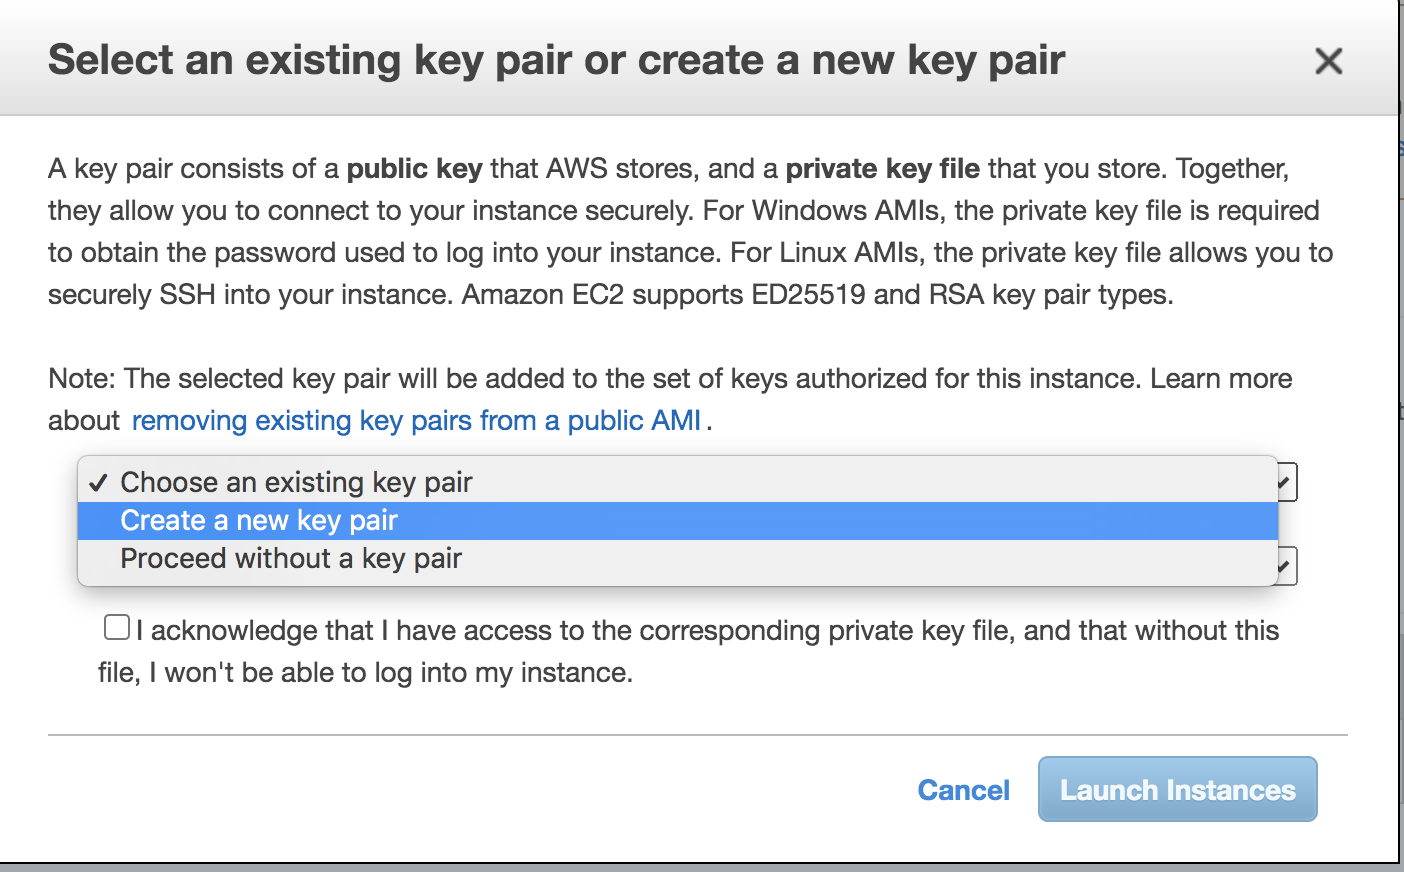 Select an existing key pair or create a new key pair
A key pair consists of a public key that AWS stores, and a private key file that you store. Together,
they allow you to connect to your instance securely. For Windows AMIs, the private key file is required
to obtain the password used to log into your instance. For Linux AMIs, the private key file allows you to
securely SSH into your instance. Amazon EC2 supports ED25519 and RSA key pair types.
Note: The selected key pair will be added to the set of keys authorized for this instance. Learn more
about removing existing key pairs from a public AMI.
Choose an existing key pair
Create a new key pair
Proceed without a key pair
I acknowledge that I have access to the corresponding private key file, and that without this
file, I won't be able to log into my instance.
Cancel
Launch Instances